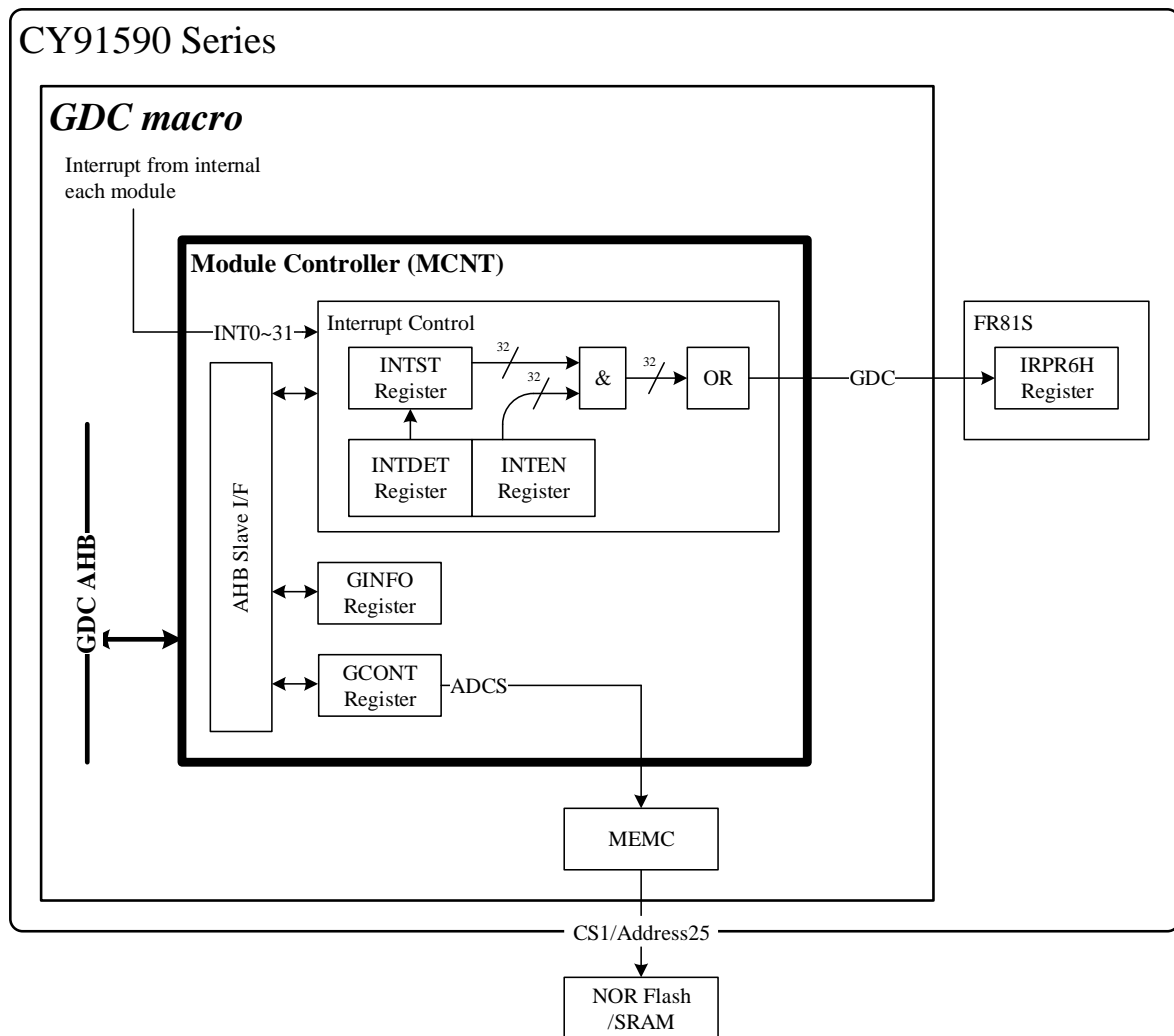 CY91590 Series
GDC macro
Interrupt from internal
each module
Module Controller (MCNT)
INT0~31
Interrupt Control
FR81S
INTST
Register
32
32
&
32
OR
GDC
IRPR6H
Register
INTDET
Register
INTEN
Register
AHB Slave I/F
GDC AHB
GINFO
Register
GCONT
Register
ADCS
MEMC
CS1/Address25
NOR Flash
/SRAM